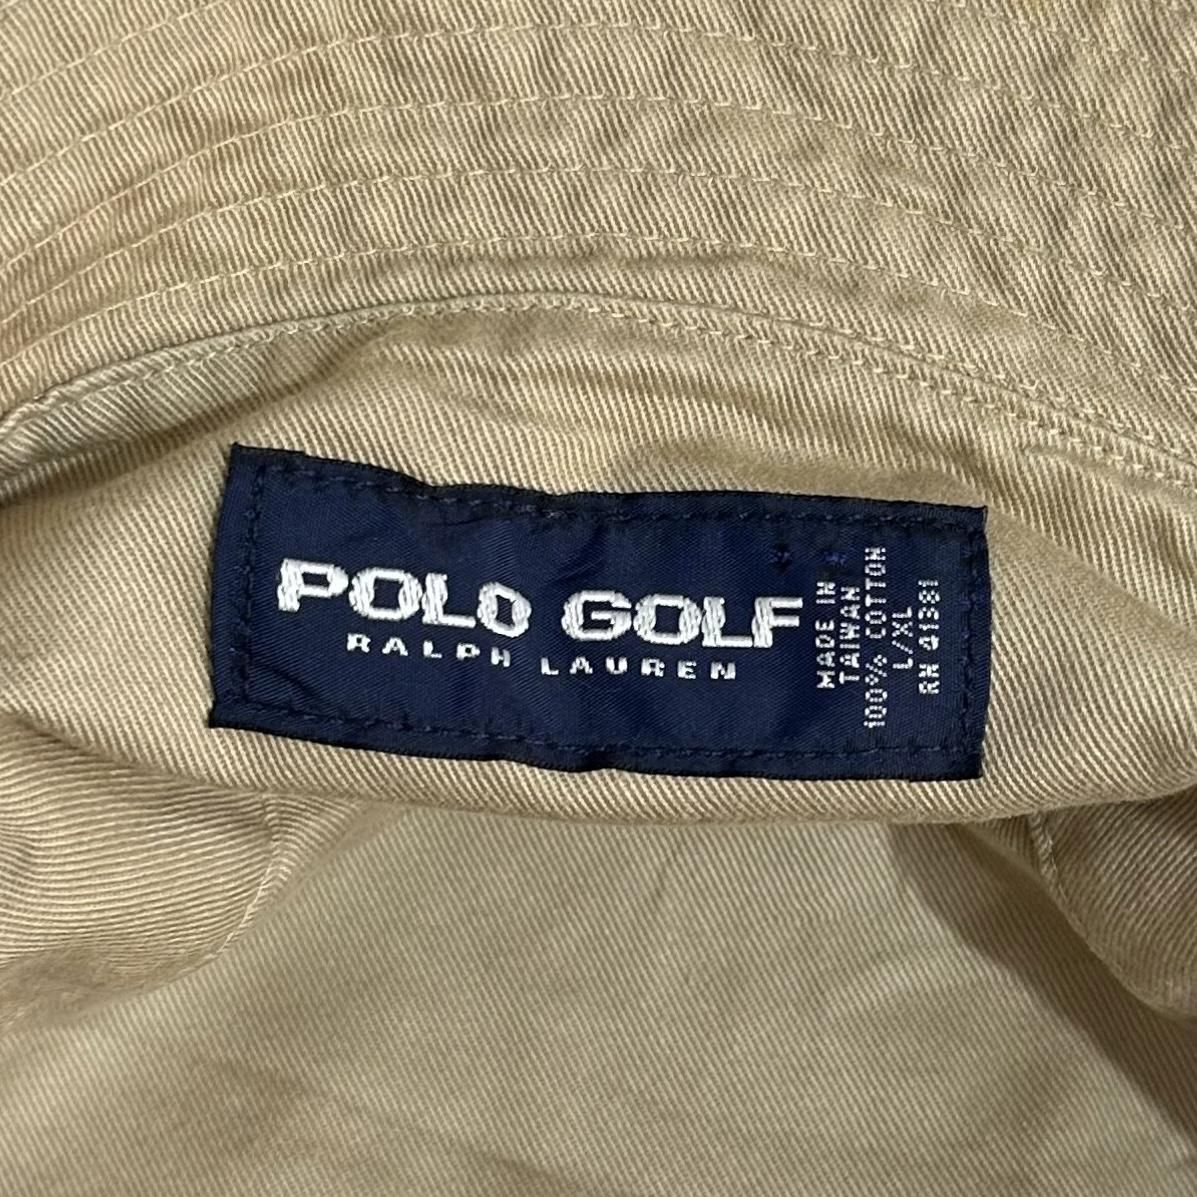 POLO GOLF
RALPH LAUREN
MADE IN
TAIWAN
100% COTTON
L/XL
RN 41381